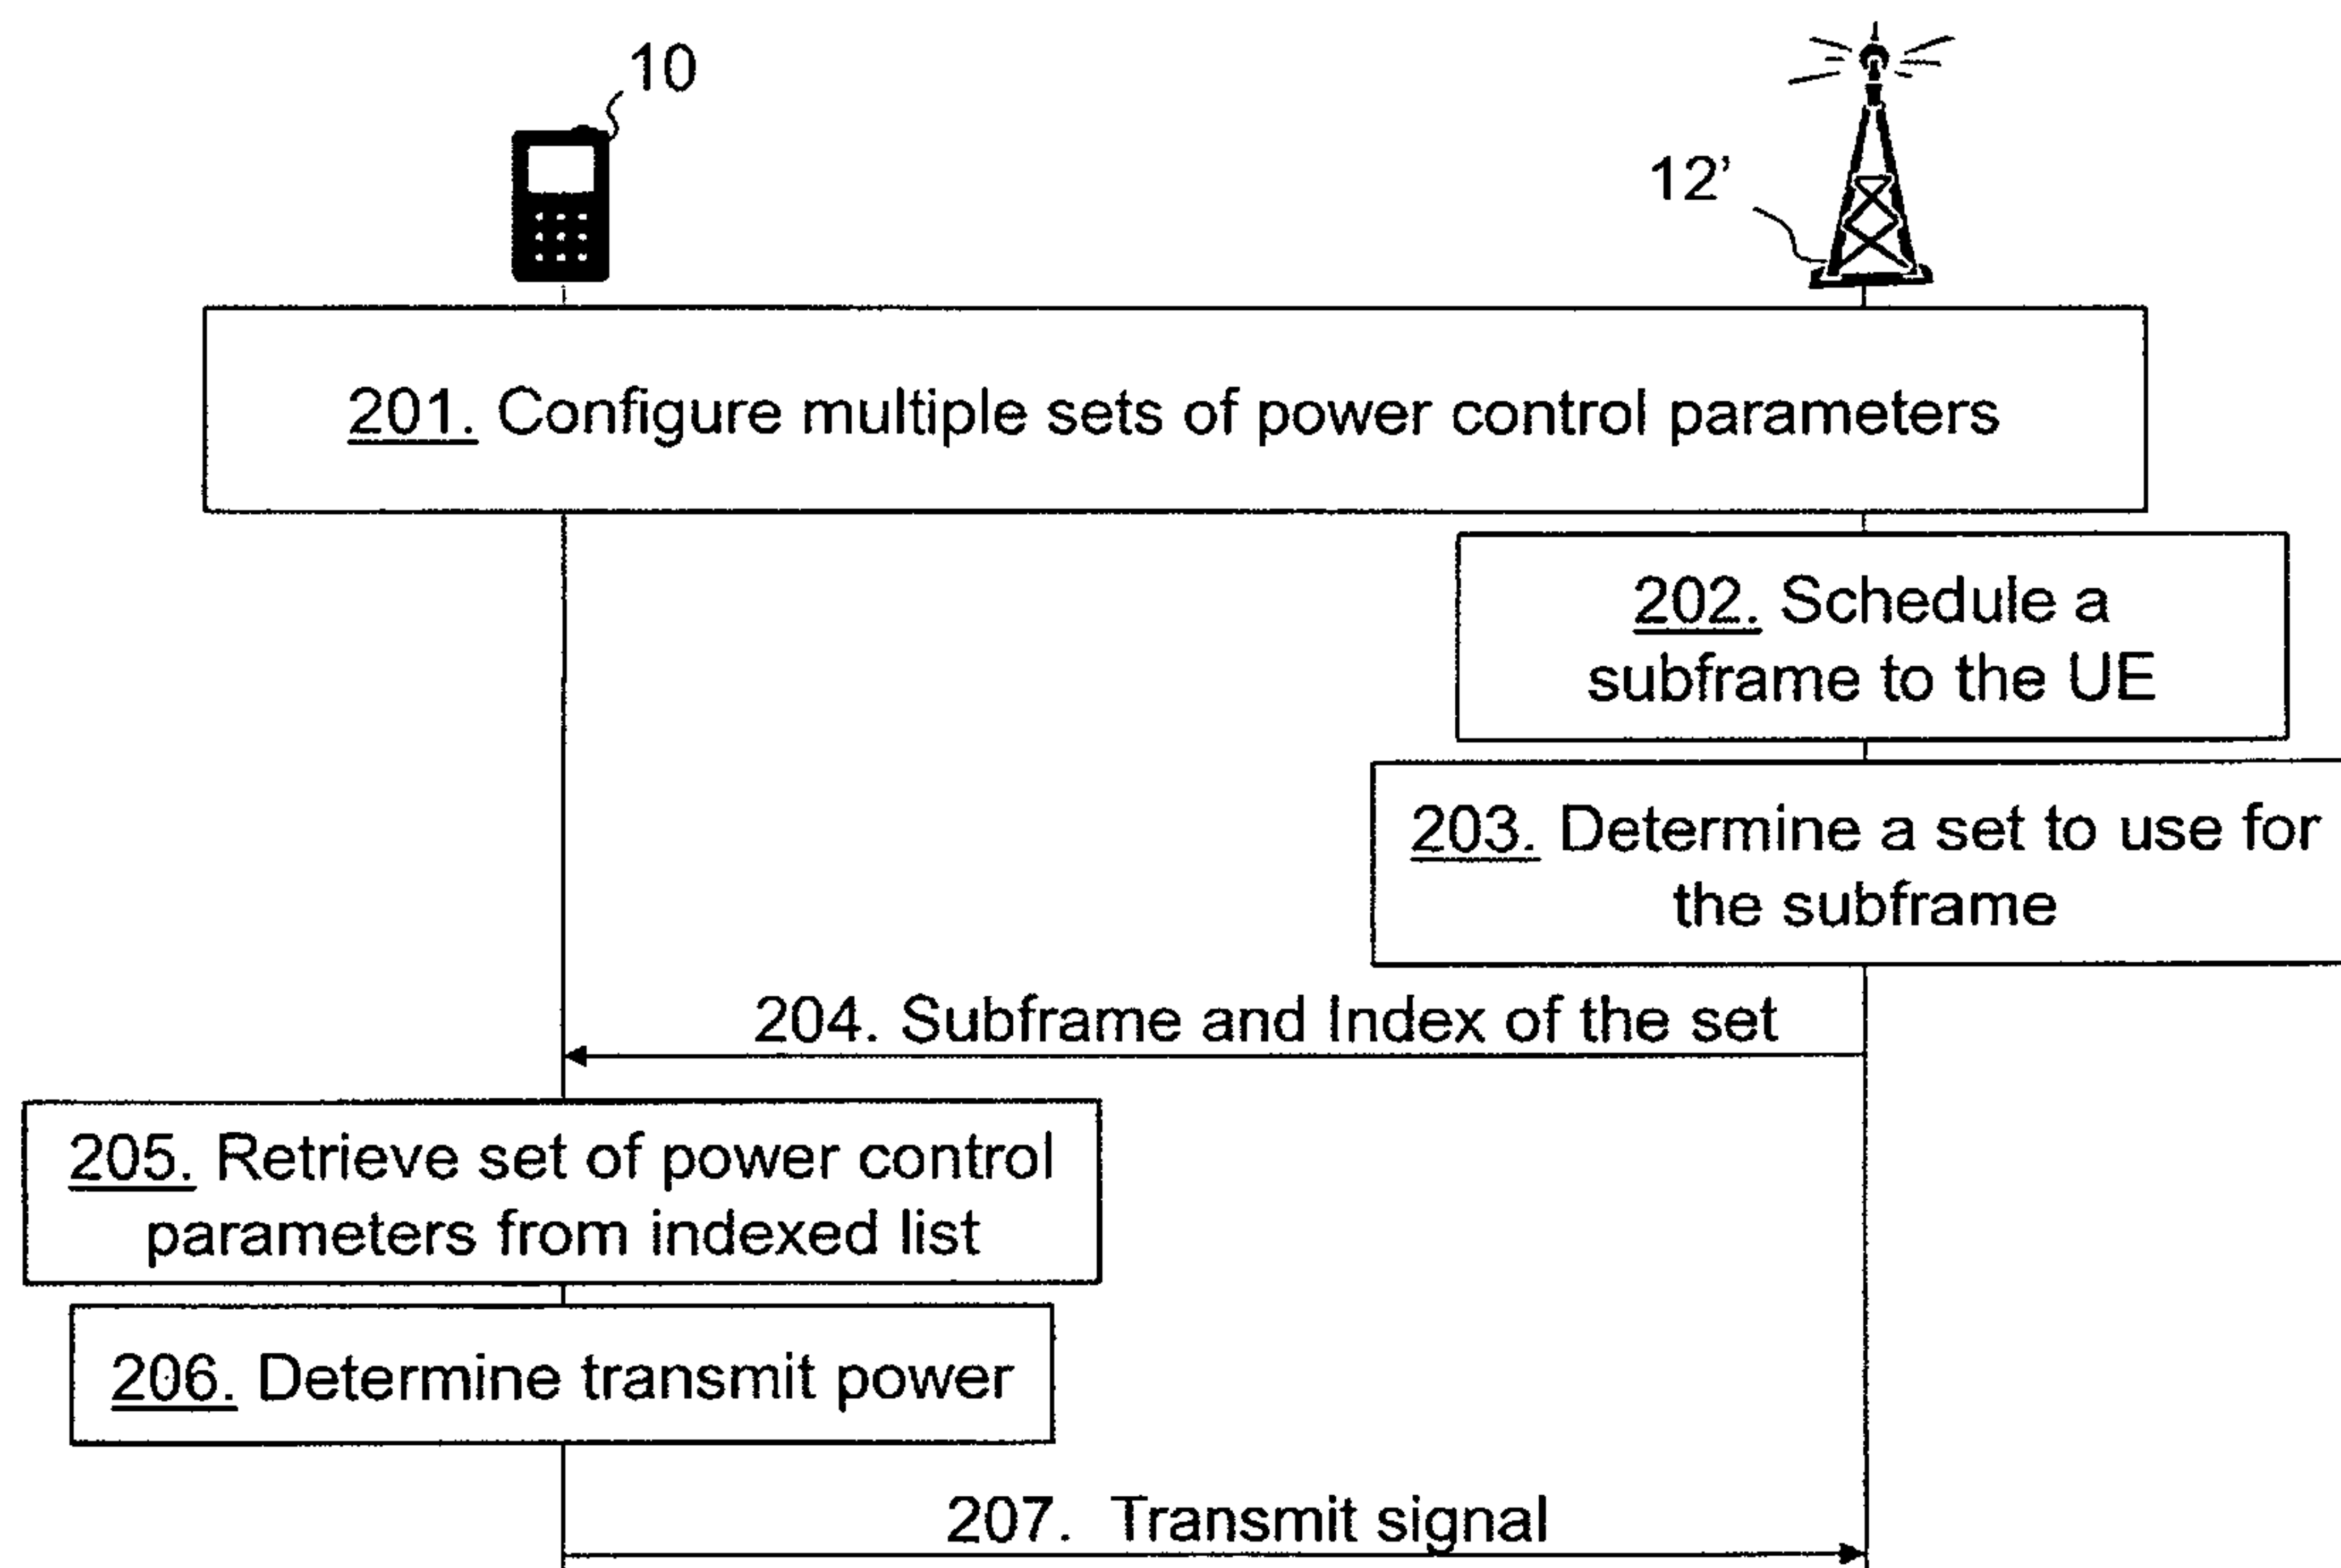 10
12'
201. Configure multiple sets of power control parameters
202. Schedule a
subframe to the UE
203. Determine a set to use for
the subframe
204. Subframe and Index of the set
205. Retrieve set of power control
parameters from indexed list
206. Determine transmit power
207. Transmit signal